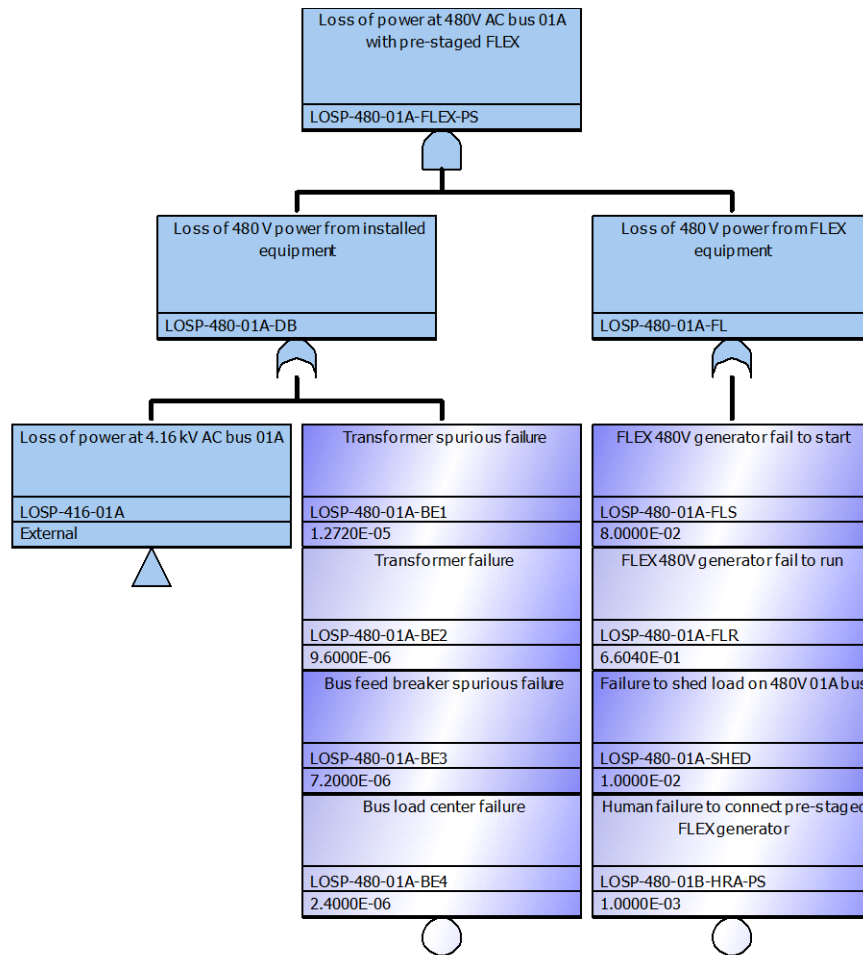 Loss of power at 480V AC bus 01A
with pre-staged FLEX
LOSP-480-01A-FLEX-PS
Loss of 480 V power from installed
equipment
LOSP-480-01A-DB
Loss of 480 V power from FLEX
equipment
LOSP-480-01A-FL
Loss of power at 4.16 kV AC bus 01A
LOSP-416-01A
External
Transformer spurious failure
LOSP-480-01A-BE1
1.2720E-05
Transformer failure
LOSP-480-01A-BE2
9.6000E-06
Bus feed breaker spurious failure
LOSP-480-01A-BE3
7.2000E-06
Bus load center failure
LOSP-480-01A-BE4
2.4000E-06
FLEX 480V generator fail to start
LOSP-480-01A-FLS
8.0000E-02
FLEX 480V generator fail to run
LOSP-480-01A-FLR
6.6040E-01
Failure to shed load on 480V 01A bus
LOSP-480-01A-SHED
1.0000E-02
Human failure to connect pre-staged
FLEX generator
LOSP-480-01B-HRA-PS
1.0000E-03